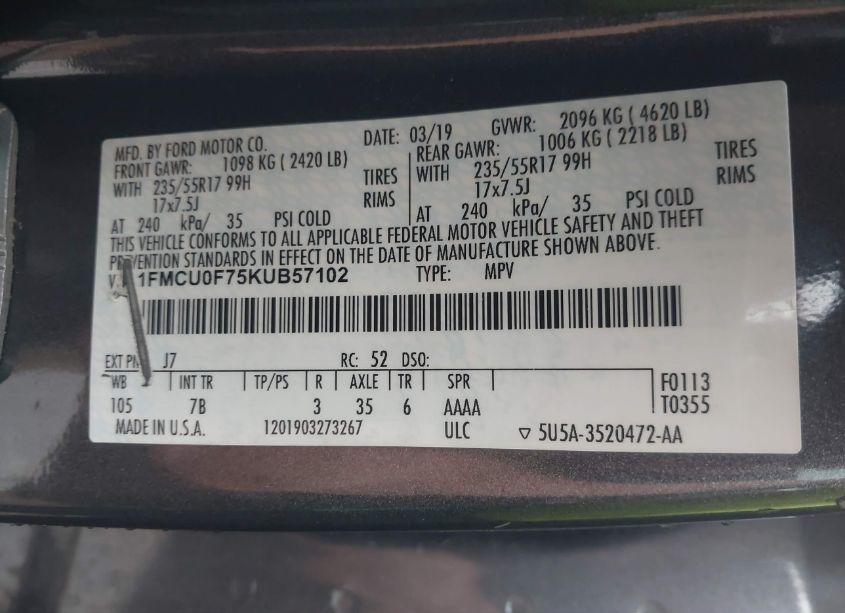 MFD. BY FORD MOTOR CO. DATE: 03/19 GVWR: 2096 KG ( 4620 LB)
FRONT GAWR: 1098 KG ( 2420 LB) REAR GAWR: 1006 KG ( 2218 LB)
WITH 235/55R17 99H TIRES WITH 235/55R17 99H TIRES
17x7.5J RIMS 17x7.5J RIMS
AT 240 kPa/ 35 PSI COLD AT 240 kPa/ 35 PSI COLD
THIS VEHICLE CONFORMS TO ALL APPLICABLE FEDERAL MOTOR VEHICLE SAFETY AND THEFT
PREVENTION STANDARDS IN EFFECT ON THE DATE OF MANUFACTURE SHOWN ABOVE.
1FMCU0F75KUB57102 TYPE: MPV
EXT J7 RC: 52 DSO:
WB INT TR TP/PS R AXLE TR SPR F0113
105 7B 3 35 6 AAAA T0355
MADE IN U.S.A. 1201903273267 ULC ▽ 5U5A-3520472-AA